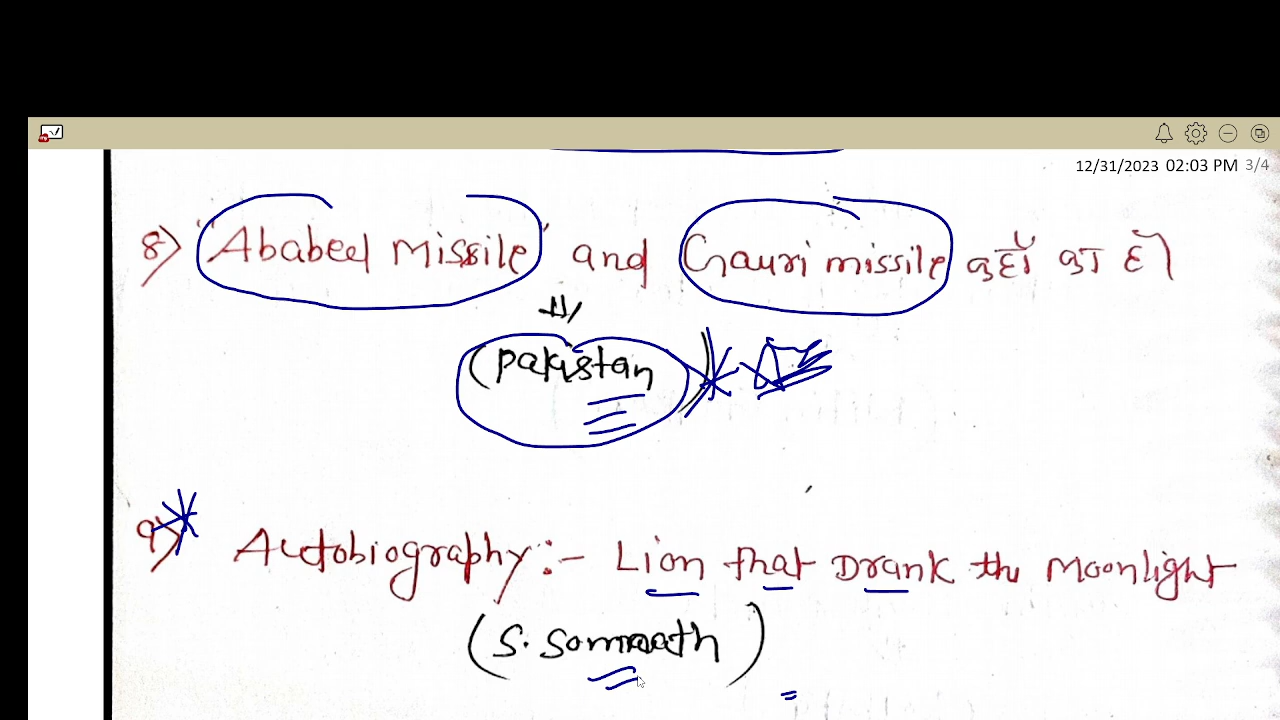 12/31/2023 02:03 PM 3/4
8) "Ababeel Missile" and Gauri missile कहाँ का है।
(Pakistan)
9) Autobiography:- Lion that Drank the Moonlight
(S. Somnath)